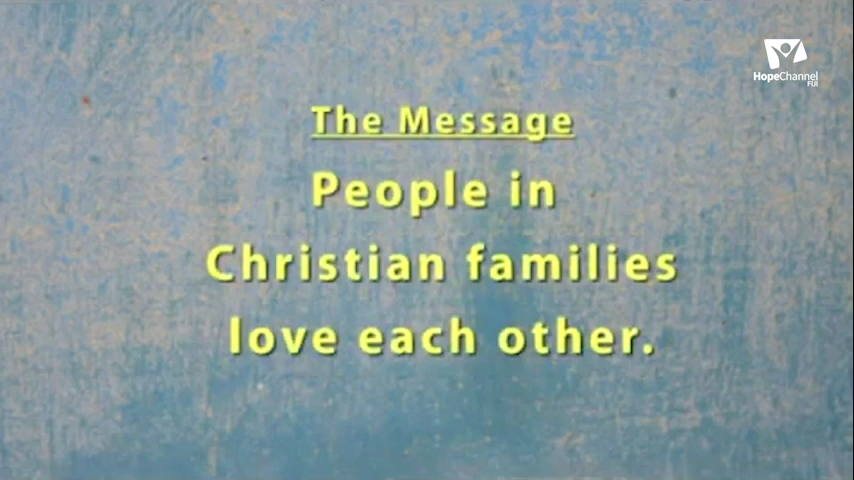 HopeChannel
FIJI
The Message
People in
Christian families
love each other.